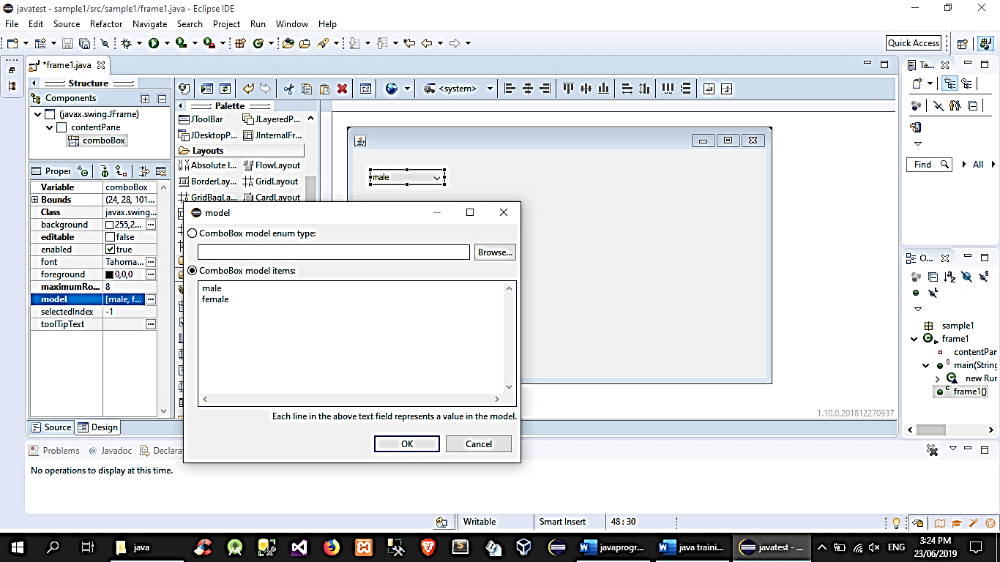 javatest - sample1/src/sample1/frame1.java - Eclipse IDE
File Edit Source Refactor Navigate Search Project Run Window Help
Quick Access
*frame1.java
Structure
Components
(javax.swing.JFrame)
contentPane
comboBox
Proper
Variable comboBox
Bounds (24, 28, 101...
Class javax.swing...
background 255,2... ...
editable false
enabled true
font Tahoma... ...
foreground 0,0,0 ...
maximumRo... 8
model [male, f... ...
selectedIndex -1
toolTipText ...
Source Design
<system>
Palette
JToolBar JLayeredP...
JDesktopP... JInternalFr...
Layouts
Absolute l... FlowLayout
BorderLay... GridLayout
GridBagLa... CardLayout
male
model
ComboBox model enum type:
Browse...
ComboBox model items:
male
female
Each line in the above text field represents a value in the model.
OK Cancel
1.10.0.201812270937
Ta...
Find All
O...
sample1
frame1
contentPan
main(String
new Run
frame1()
Problems @ Javadoc Declara
No operations to display at this time.
Writable Smart Insert 48 : 30
java javaprogr... java traini... javatest - ...
ENG 3:24 PM
23/06/2019